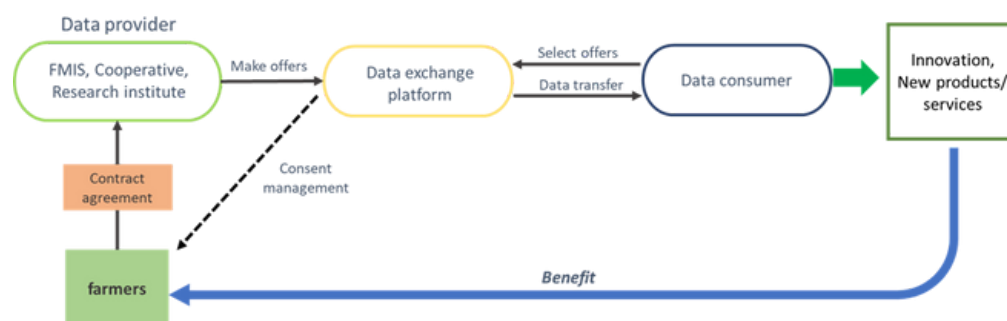 Data provider
FMIS, Cooperative,
Research institute
Make offers
Data exchange
platform
Select offers
Data transfer
Data consumer
Innovation,
New products/
services
Contract
agreement
Consent
management
farmers
Benefit